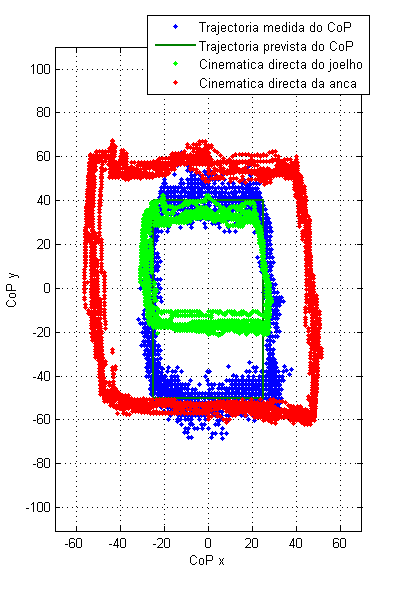 Trajectoria medida do CoP
Trajectoria prevista do CoP
Cinematica directa do joelho
Cinematica directa da anca
100
80
60
40
20
0
-20
-40
-60
-80
-100
CoP y
-60 -40 -20 0 20 40 60
CoP x